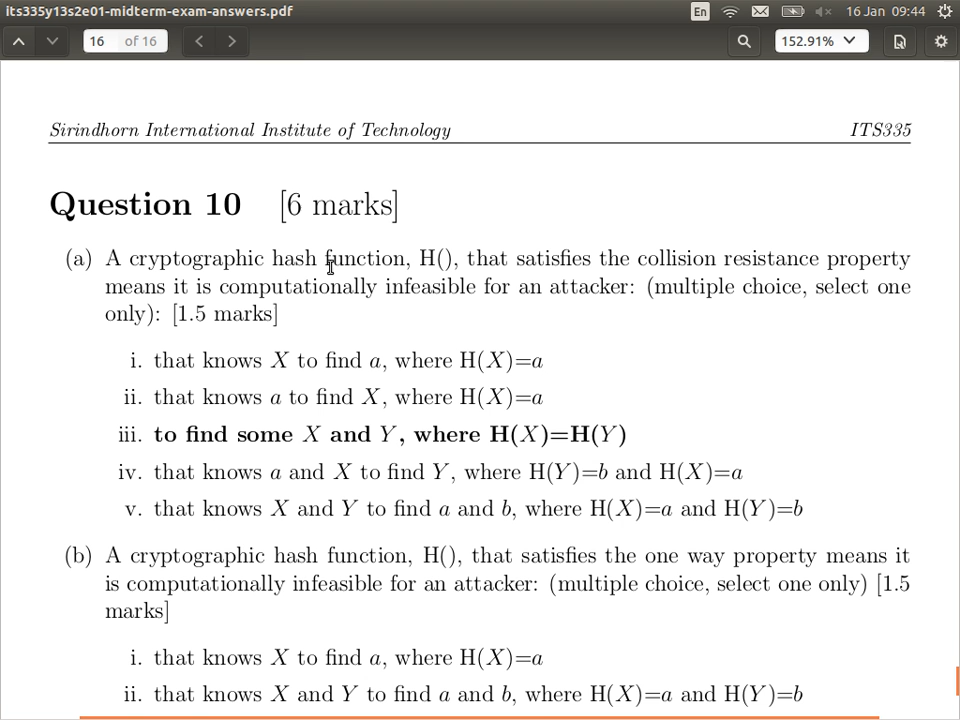 its335y13s2e01-midterm-exam-answers.pdf En 16 Jan 09:44
16 of 16 152.91%
Sirindhorn International Institute of Technology ITS335
Question 10 [6 marks]
(a) A cryptographic hash function, H(), that satisfies the collision resistance property
means it is computationally infeasible for an attacker: (multiple choice, select one
only): [1.5 marks]
i. that knows X to find a, where H(X)=a
ii. that knows a to find X, where H(X)=a
iii. to find some X and Y, where H(X)=H(Y)
iv. that knows a and X to find Y, where H(Y)=b and H(X)=a
v. that knows X and Y to find a and b, where H(X)=a and H(Y)=b
(b) A cryptographic hash function, H(), that satisfies the one way property means it
is computationally infeasible for an attacker: (multiple choice, select one only) [1.5
marks]
i. that knows X to find a, where H(X)=a
ii. that knows X and Y to find a and b, where H(X)=a and H(Y)=b